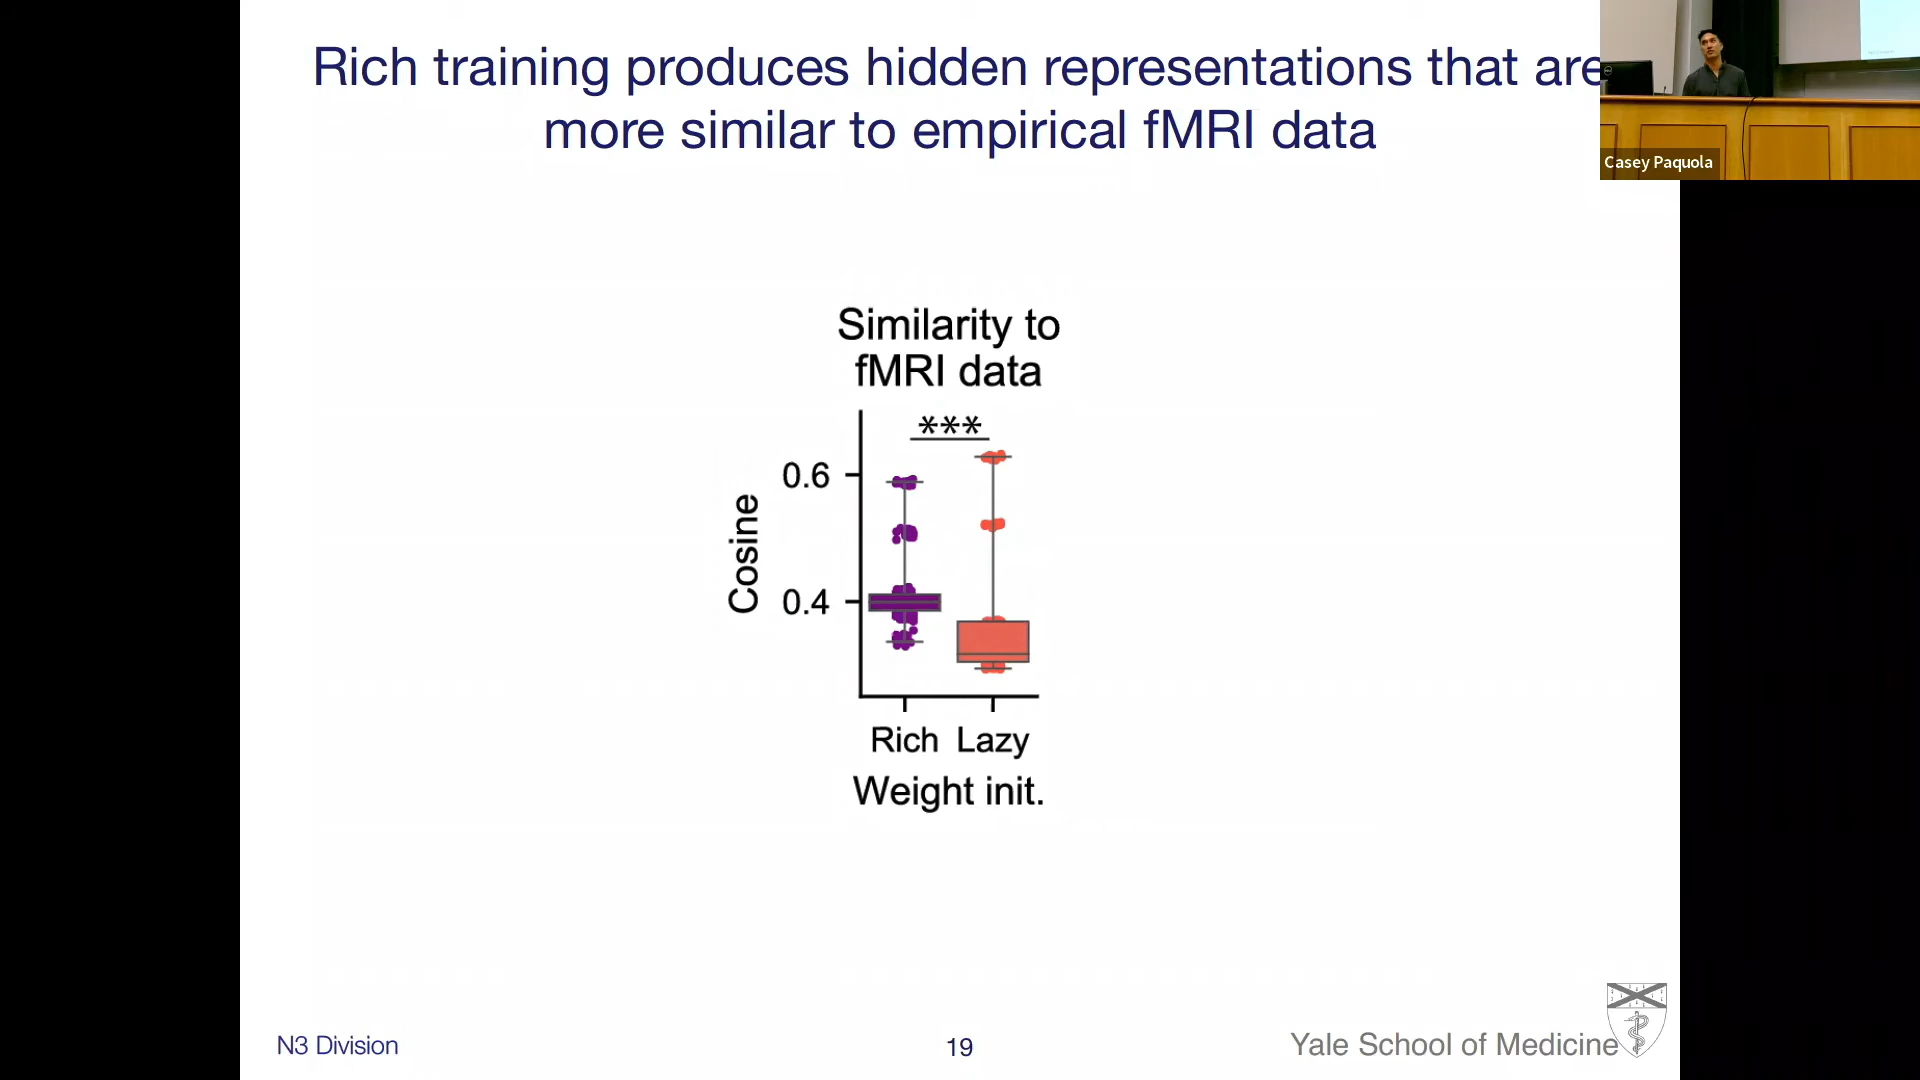 Rich training produces hidden representations that are
more similar to empirical fMRI data
Casey Paquola
Similarity to
fMRI data
***
0.6
0.4
Cosine
Rich Lazy
Weight init.
N3 Division
19
Yale School of Medicine